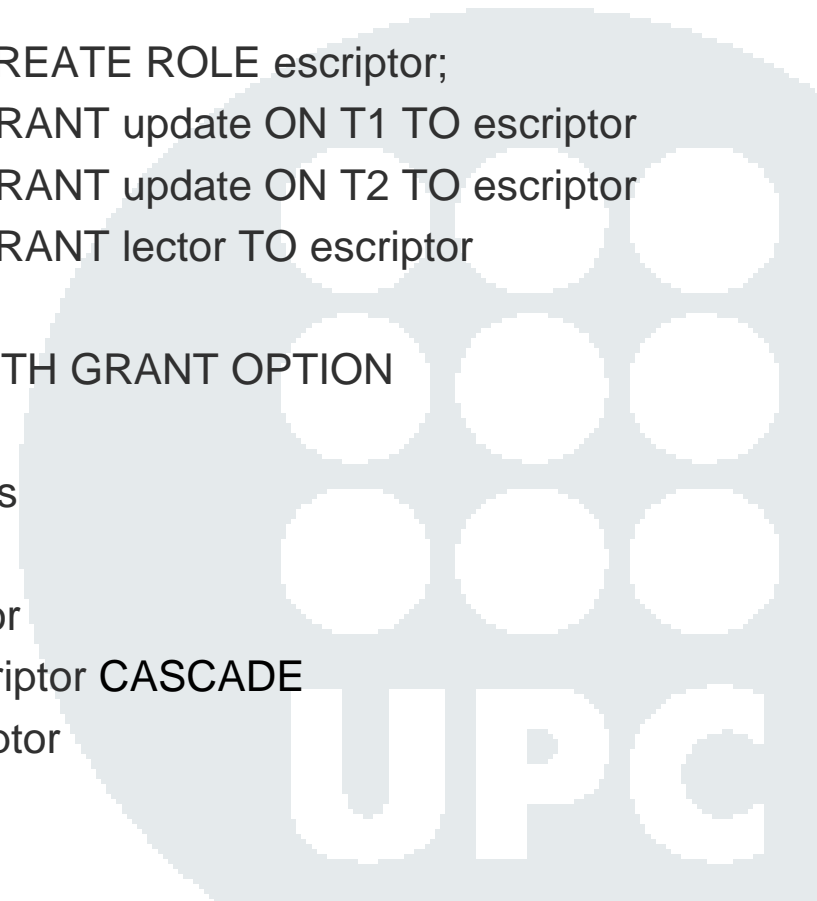 REATE ROLE escriptor;
RANT update ON T1 TO escriptor
RANT update ON T2 TO escriptor
RANT lector TO escriptor
TH GRANT OPTION
s
or
riptor CASCADE
otor
UPC